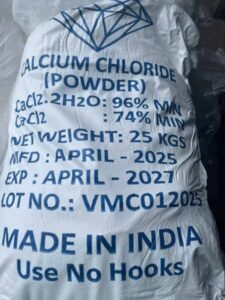 CALCIUM CHLORIDE
(POWDER)
CaCl2. 2H2O: 96% MIN
CaCl2 : 74% MIN
NET WEIGHT: 25 KGS
MFD : APRIL - 2025
EXP : APRIL - 2027
LOT NO.: VMC012025
MADE IN INDIA
Use No Hooks